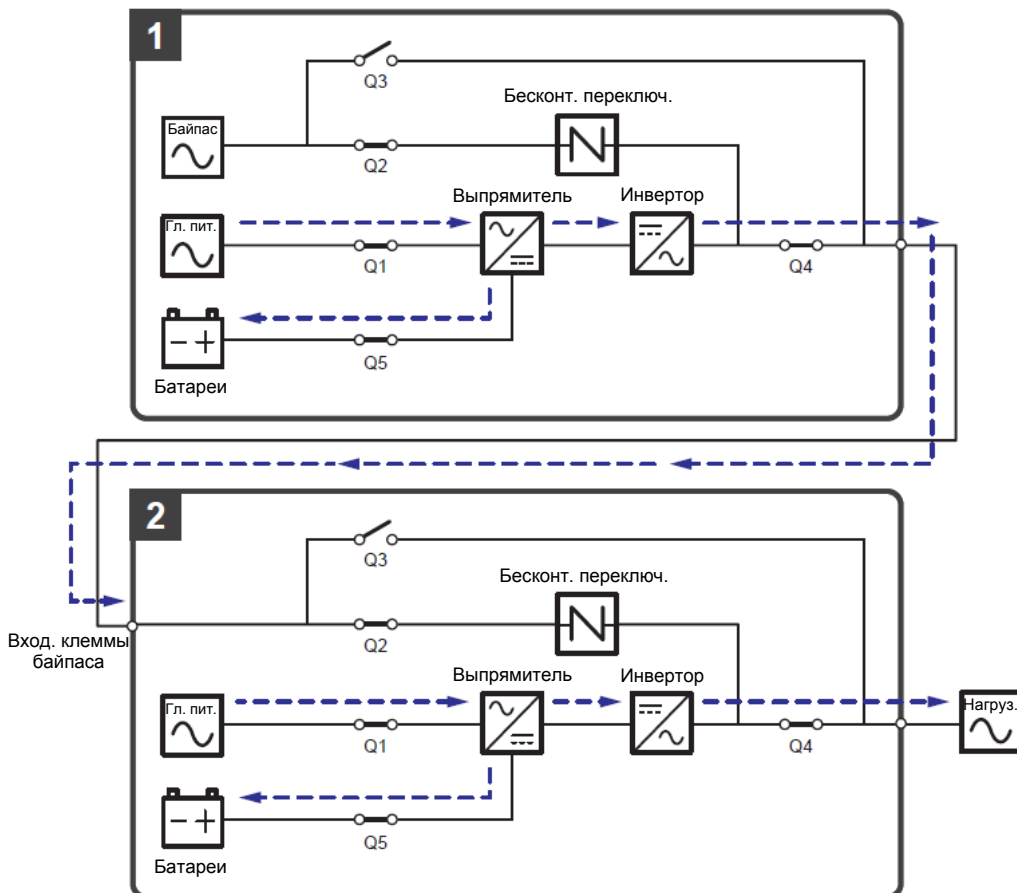 1
Q3
Бесконт. переключ.
Байпас
Q2
Выпрямитель
Инвертор
Гл. пит.
Q1
Q4
Q5
Батареи
2
Q3
Бесконт. переключ.
Вход. клеммы
байпаса
Q2
Выпрямитель
Инвертор
Гл. пит.
Нагруз.
Q1
Q4
Q5
Батареи